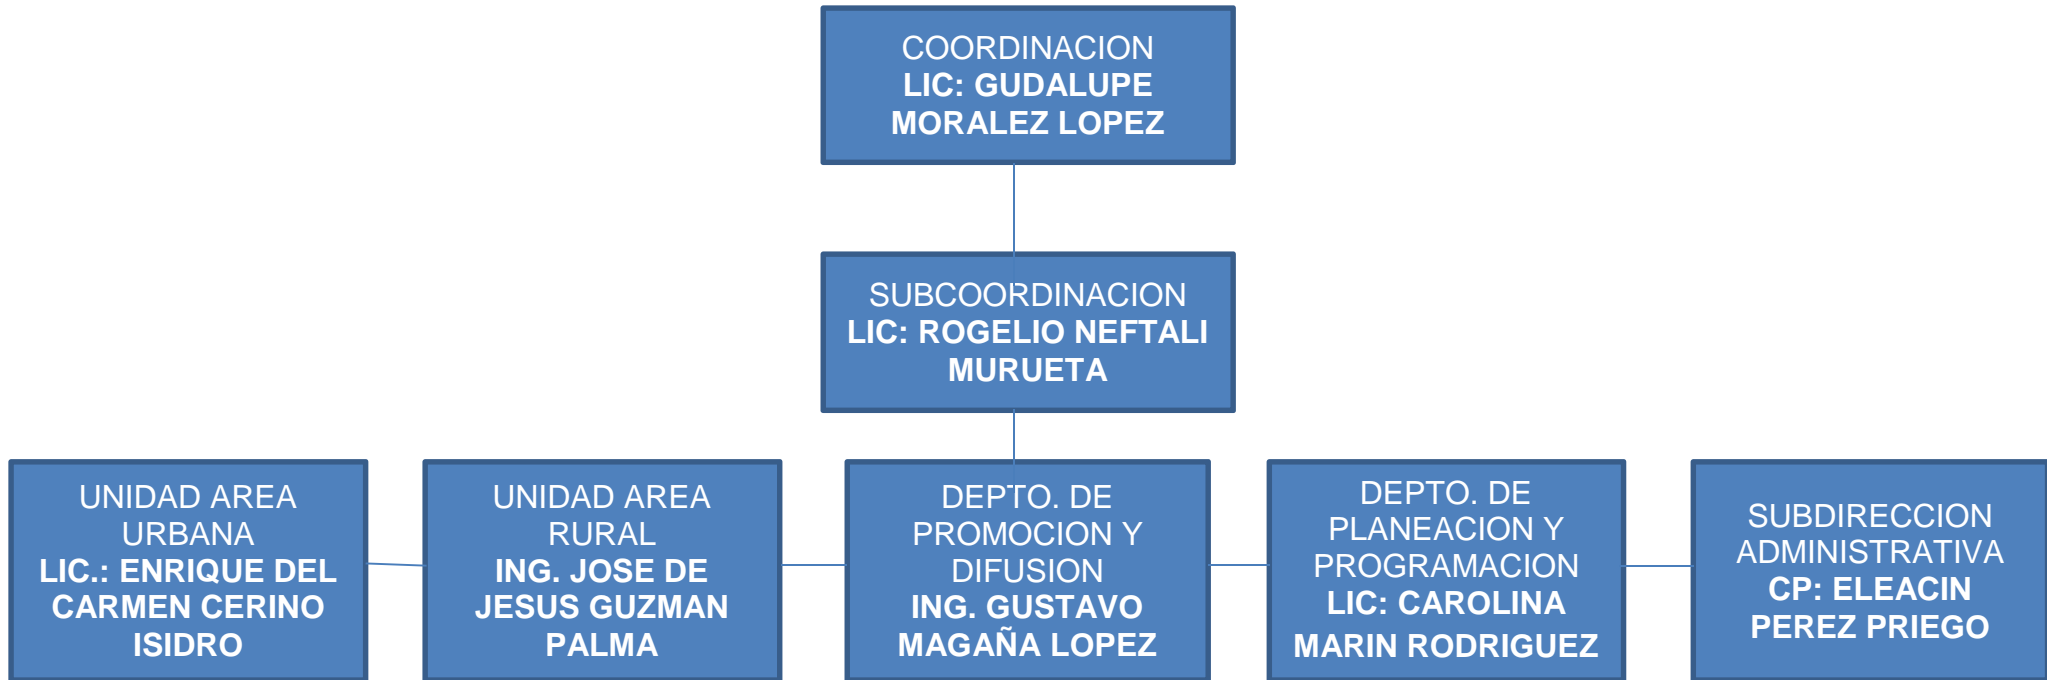 COORDINACION
LIC: GUDALUPE
MORALEZ LOPEZ
SUBCOORDINACION
LIC: ROGELIO NEFTALI
MURUETA
UNIDAD AREA
URBANA
LIC.: ENRIQUE DEL
CARMEN CERINO
ISIDRO
UNIDAD AREA
RURAL
ING. JOSE DE
JESUS GUZMAN
PALMA
DEPTO. DE
PROMOCION Y
DIFUSION
ING. GUSTAVO
MAGAÑA LOPEZ
DEPTO. DE
PLANEACION Y
PROGRAMACION
LIC: CAROLINA
MARIN RODRIGUEZ
SUBDIRECCION
ADMINISTRATIVA
CP: ELEACIN
PEREZ PRIEGO